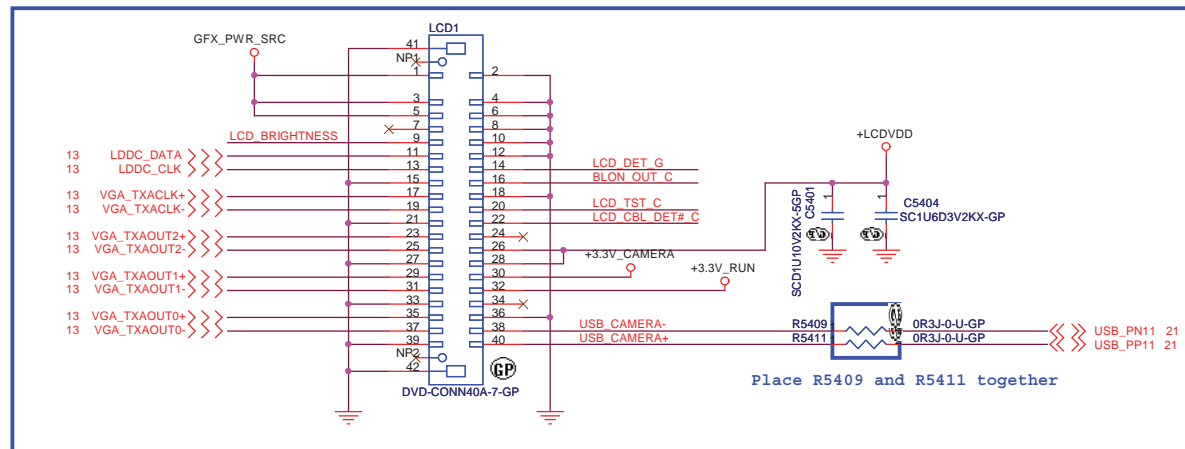 LCD1
GFX_PWR_SRC
41
NP1
1 2
3 4
5 6
7 8
LCD_BRIGHTNESS 9 10
13 LDDC_DATA 11 12
13 LDDC_CLK 13 14 LCD_DET_G
15 16 BLON_OUT_C
13 VGA_TXACLK+ 17 18
13 VGA_TXACLK- 19 20 LCD_TST_C
21 22 LCD_CBL_DET#_C
13 VGA_TXAOUT2+ 23 24
13 VGA_TXAOUT2- 25 26
27 28
13 VGA_TXAOUT1+ 29 30 +3.3V_CAMERA
13 VGA_TXAOUT1- 31 32 +3.3V_RUN
33 34
13 VGA_TXAOUT0+ 35 36
13 VGA_TXAOUT0- 37 38 USB_CAMERA-
39 40 USB_CAMERA+
NP2
42
GP
DVD-CONN40A-7-GP
+LCDVDD
1
C5401
SCD1U10V2KX-5GP
1
C5404
SC1U6D3V2KX-GP
R5409 0R3J-0-U-GP USB_PN11 21
R5411 0R3J-0-U-GP USB_PP11 21
Place R5409 and R5411 together